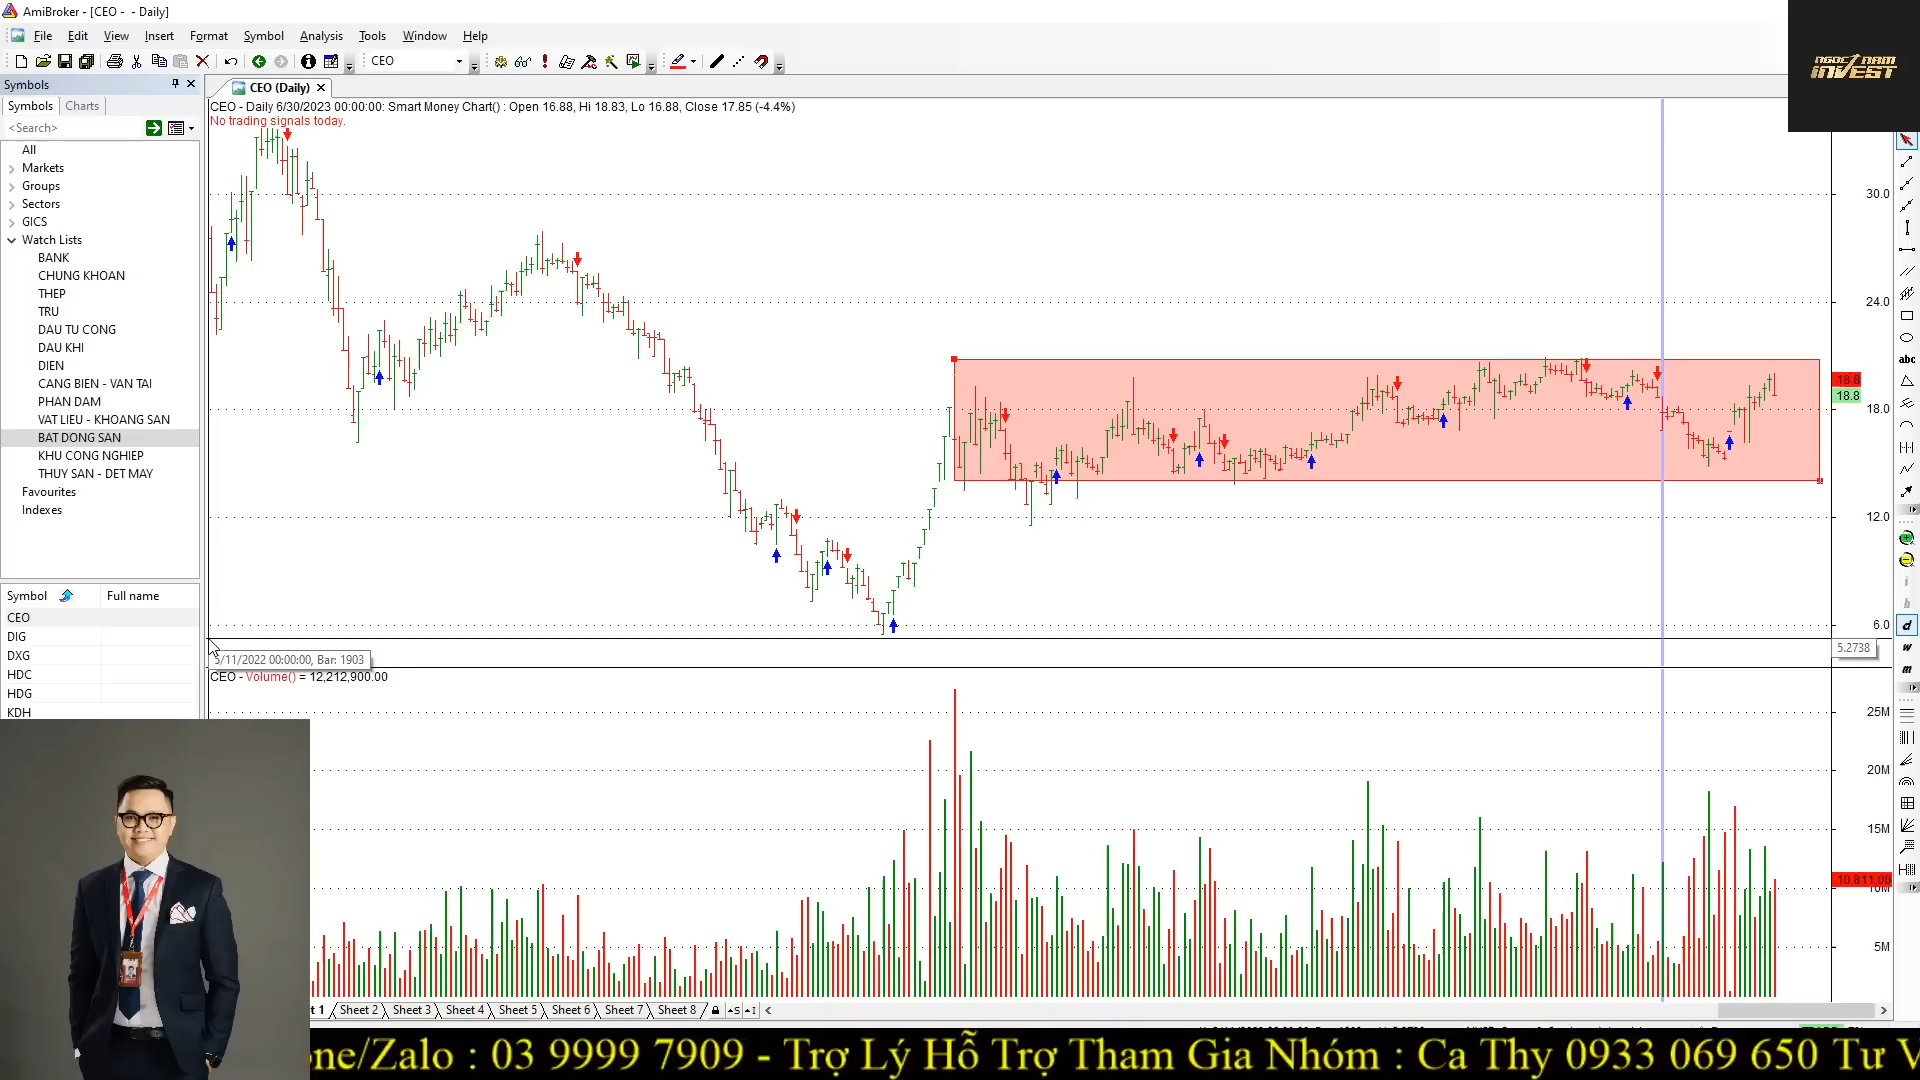 AmiBroker - [CEO - - Daily]
File Edit View Insert Format Symbol Analysis Tools Window Help
CEO
NGOC NAM
INVEST
Symbols
CEO (Daily)
Symbols Charts
CEO - Daily 6/30/2023 00:00:00: Smart Money Chart() : Open 16.88, Hi 18.83, Lo 16.88, Close 17.85 (-4.4%)
No trading signals today.
<Search>
All
Markets
Groups
Sectors
GICS
Watch Lists
BANK
CHUNG KHOAN
THEP
TRU
DAU TU CONG
DAU KHI
DIEN
CANG BIEN - VAN TAI
PHAN DAM
VAT LIEU - KHOANG SAN
BAT DONG SAN
KHU CONG NGHIEP
THUY SAN - DET MAY
Favourites
Indexes
30.0
24.0
18.8
18.8
18.0
12.0
6.0
5.2738
abc
i
h
d
w
m
Symbol Full name
CEO
DIG
DXG
HDC
HDG
KDH
5/11/2022 00:00:00, Bar: 1903
CEO - Volume() = 12,212,900.00
25M
20M
15M
10M
5M
t 1 Sheet 2 Sheet 3 Sheet 4 Sheet 5 Sheet 6 Sheet 7 Sheet 8
one/Zalo : 03 9999 7909 - Trợ Lý Hỗ Trợ Tham Gia Nhóm : Ca Thy 0933 069 650 Tư V